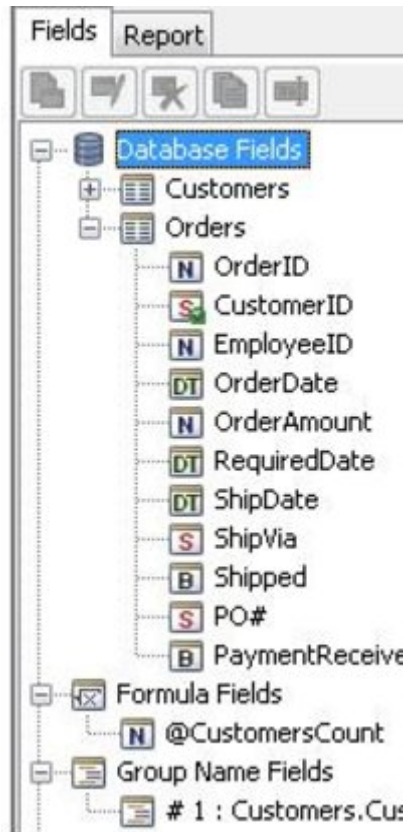 Fields Report
Database Fields
Customers
Orders
N OrderID
S CustomerID
N EmployeeID
DT OrderDate
N OrderAmount
DT RequiredDate
DT ShipDate
S ShipVia
B Shipped
S PO#
B PaymentReceive
Formula Fields
N @CustomersCount
Group Name Fields
# 1 : Customers.Cus